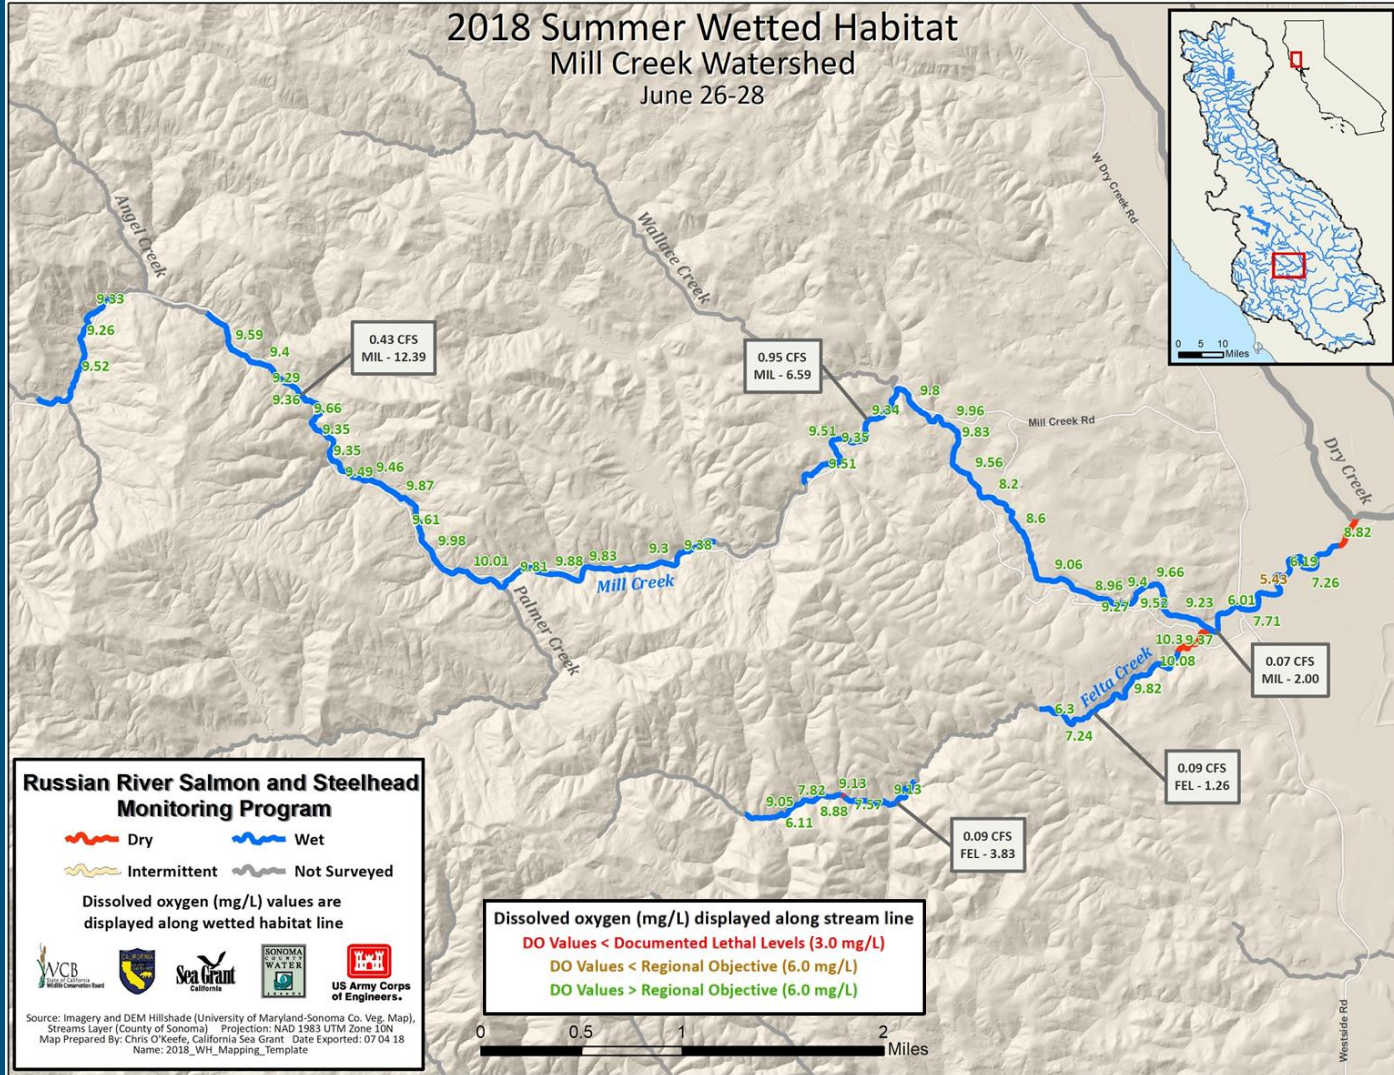 2018 Summer Wetted Habitat
Mill Creek Watershed
June 26-28
0 5 10
Miles
W Dry Creek Rd
Angel Creek
Wallace Creek
9.33
9.26
9.52
9.59
9.4
9.29
9.36
0.43 CFS
MIL - 12.39
9.66
9.35
9.35
9.49
9.46
9.87
9.61
9.98
10.01
9.81
9.88
9.83
9.3
9.38
Mill Creek
Palmer Creek
0.95 CFS
MIL - 6.59
9.51
9.35
9.34
9.51
9.8
9.96
9.83
Mill Creek Rd
9.56
8.2
8.6
9.06
8.96
9.4
9.66
9.27
9.52
9.23
Dry Creek
8.82
6.19
5.43
7.26
6.01
7.71
10.3
9.37
10.08
0.07 CFS
MIL - 2.00
Felta Creek
9.82
6.3
7.24
0.09 CFS
FEL - 1.26
9.05
7.82
9.13
9.13
6.11
8.88
7.57
0.09 CFS
FEL - 3.83
Westside Rd
Russian River Salmon and Steelhead
Monitoring Program
Dry
Wet
Intermittent
Not Surveyed
Dissolved oxygen (mg/L) values are
displayed along wetted habitat line
WCB
State of California
Wildlife Conservation Board
CALIFORNIA
Sea Grant
California
SONOMA
COUNTY
WATER
AGENCY
US Army Corps
of Engineers®
Source: Imagery and DEM Hillshade (University of Maryland-Sonoma Co. Veg. Map),
Streams Layer (County of Sonoma) Projection: NAD 1983 UTM Zone 10N
Map Prepared By: Chris O'Keefe, California Sea Grant Date Exported: 07 04 18
Name: 2018_WH_Mapping_Template
Dissolved oxygen (mg/L) displayed along stream line
DO Values < Documented Lethal Levels (3.0 mg/L)
DO Values < Regional Objective (6.0 mg/L)
DO Values > Regional Objective (6.0 mg/L)
0 0.5 1 2
Miles